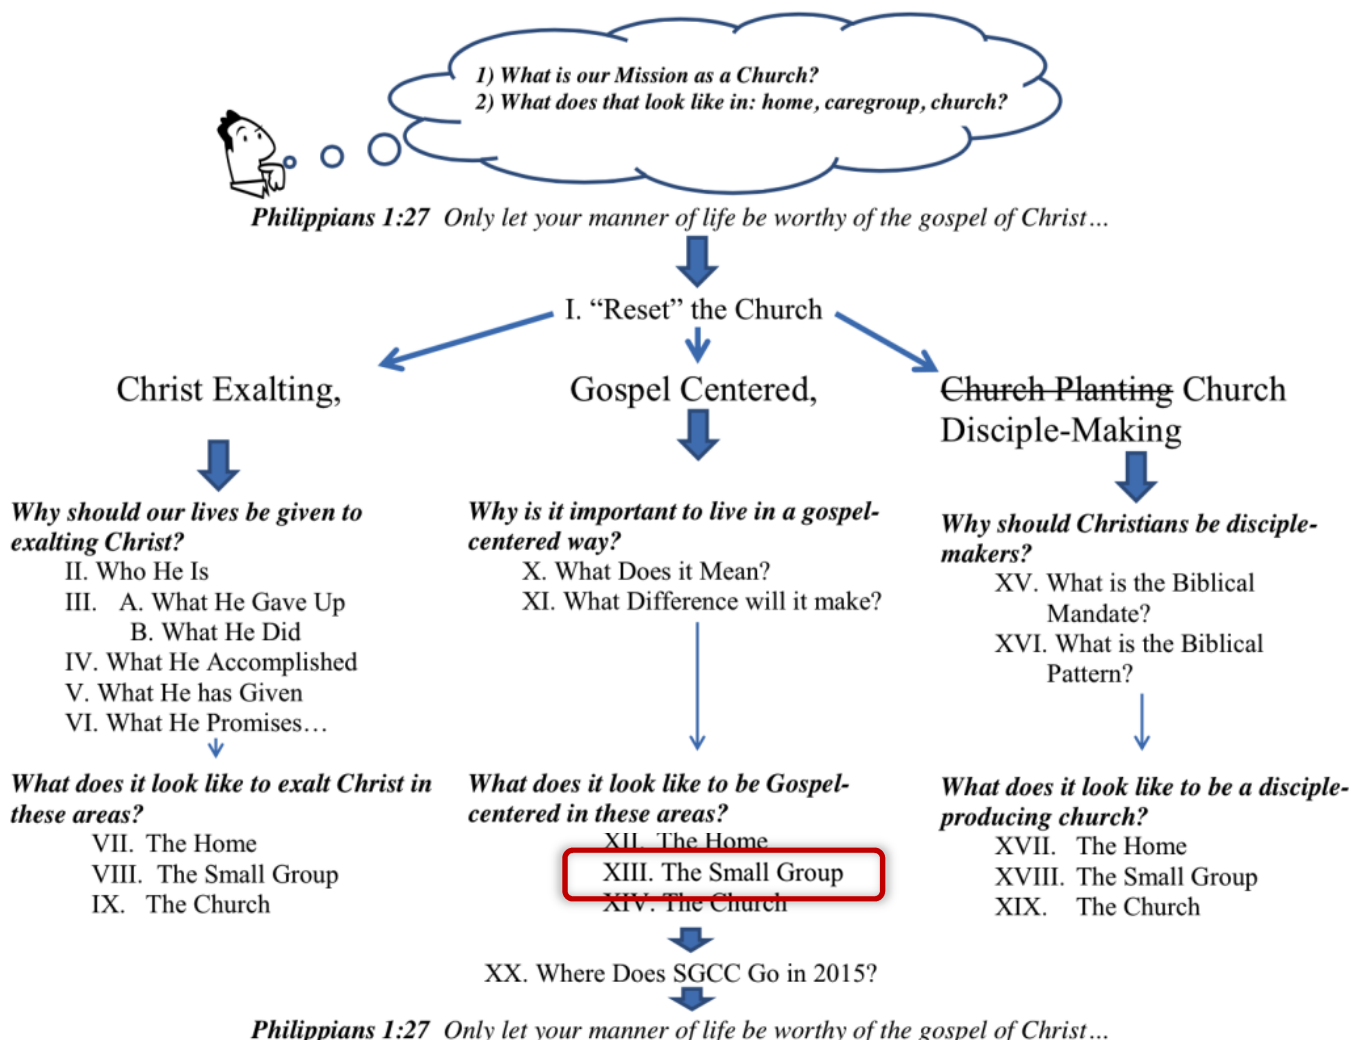 1) What is our Mission as a Church?
2) What does that look like in: home, caregroup, church?
Philippians 1:27 Only let your manner of life be worthy of the gospel of Christ…
I. “Reset” the Church
Christ Exalting,
Gospel Centered,
Church Planting Church
Disciple-Making
Why should our lives be given to
exalting Christ?
II. Who He Is
III. A. What He Gave Up
B. What He Did
IV. What He Accomplished
V. What He has Given
VI. What He Promises…
What does it look like to exalt Christ in
these areas?
VII. The Home
VIII. The Small Group
IX. The Church
Why is it important to live in a gospel-
centered way?
X. What Does it Mean?
XI. What Difference will it make?
What does it look like to be Gospel-
centered in these areas?
XII. The Home
XIII. The Small Group
XIV. The Church
Why should Christians be disciple-
makers?
XV. What is the Biblical
Mandate?
XVI. What is the Biblical
Pattern?
What does it look like to be a disciple-
producing church?
XVII. The Home
XVIII. The Small Group
XIX. The Church
XX. Where Does SGCC Go in 2015?
Philippians 1:27 Only let your manner of life be worthy of the gospel of Christ…